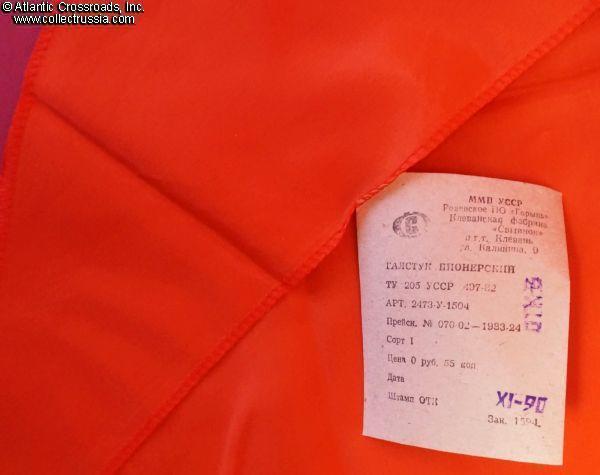 © Atlantic Crossroads, Inc.
www.collectrussia.com
ММП УССР
Ровенское ПО «Горынь»
Клеванская фабрика
«Світанок»
п.г.т. Клевань
ул. Калинина, 9
ГАЛСТУК ПИОНЕРСКИЙ
ТУ 205 УССР 497-82
АРТ. 2473-У-1504
Прейск. № 070-02—1983-24
Сорт I
Цена 0 руб. 55 коп
Дата
Штамп ОТК
XI-90
Зак. 1594.